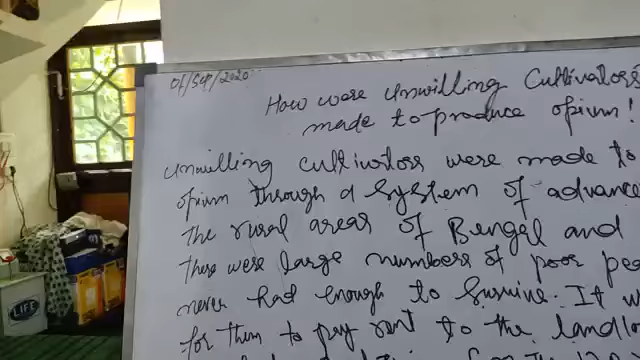 01/Sep/2020
How were Unwilling Cultivators
made to produce opium!
Unwilling cultivators were made to
opium through a System of advance
the rural areas of Bengal and
There were large numbers of poor pea
never had enough to Survive. It w
for them to pay rent to the landlo
LIFE